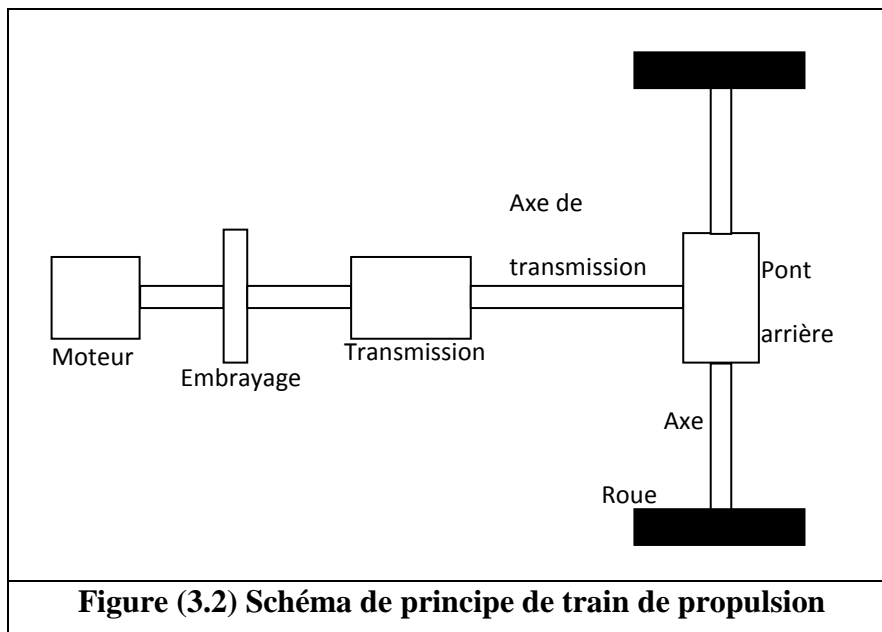 Axe de
transmission
Pont
arrière
Moteur
Transmission
Embrayage
Axe
Roue
Figure (3.2) Schéma de principe de train de propulsion